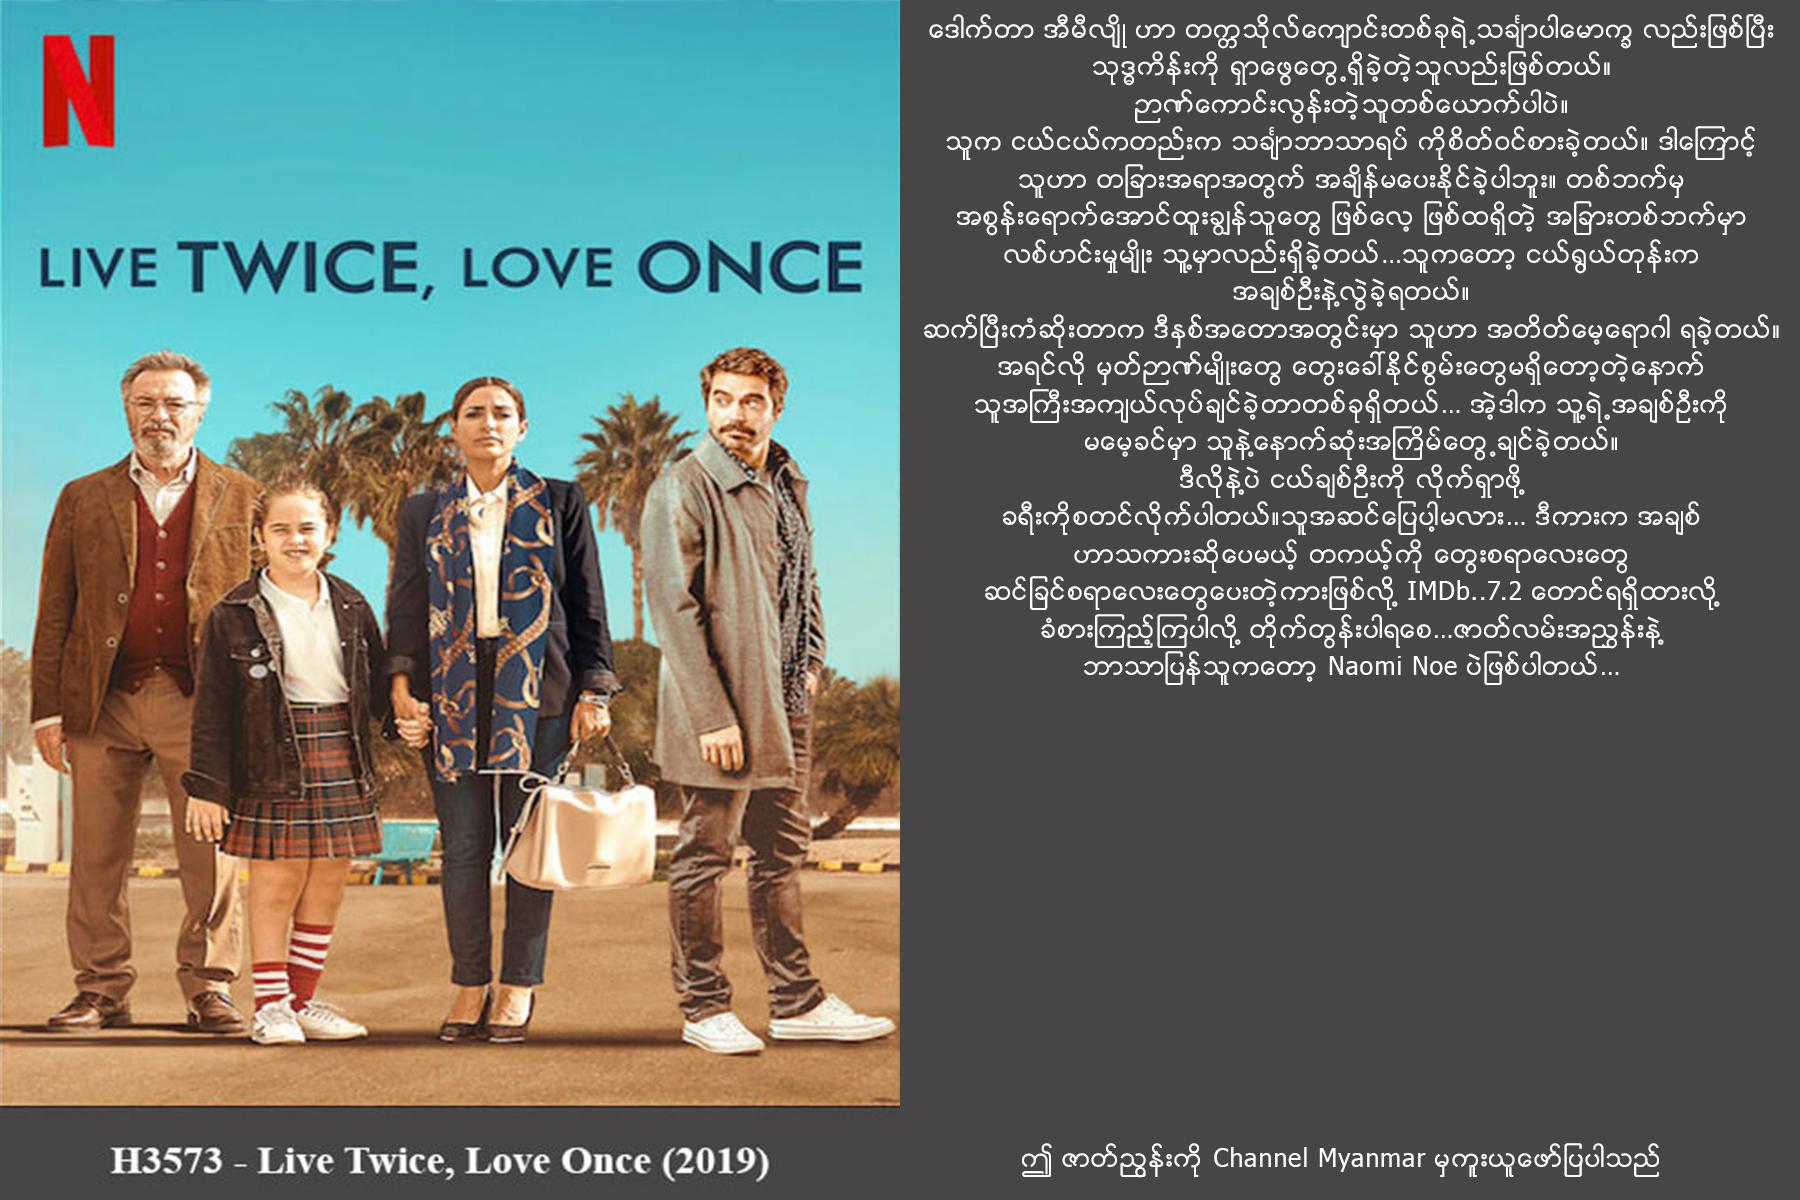 N
LIVE TWICE, LOVE ONCE
H3573 - Live Twice, Love Once (2019)
ဒေါက်တာ အီမီလျို ဟာ တက္တသိုလ်ကျောင်းတစ်ခုရဲ့ သင်္ချာပါမောက္ခ လည်းဖြစ်ပြီး
သုဒ္ဓကိန်းကို ရှာဖွေတွေ့ရှိခဲ့တဲ့သူလည်းဖြစ်တယ်။
ဉာဏ်ကောင်းလွန်းတဲ့သူတစ်ယောက်ပါပဲ။
သူက ငယ်ငယ်ကတည်းက သင်္ချာဘာသာရပ် ကိုစိတ်ဝင်စားခဲ့တယ်။ ဒါကြောင့်
သူဟာ တခြားအရာအတွက် အချိန်မပေးနိုင်ခဲ့ပါဘူး။ တစ်ဘက်မှ
အစွန်းရောက်အောင်ထူးချွန်သူတွေ ဖြစ်လေ့ ဖြစ်ထရှိတဲ့ အခြားတစ်ဘက်မှာ
လစ်ဟင်းမှုမျိုး သူ့မှာလည်းရှိခဲ့တယ်...သူကတော့ ငယ်ရွယ်တုန်းက
အချစ်ဦးနဲ့လွဲခဲ့ရတယ်။
ဆက်ပြီးကံဆိုးတာက ဒီနှစ်အတောအတွင်းမှာ သူဟာ အတိတ်မေ့ရောဂါ ရခဲ့တယ်။
အရင်လို မှတ်ဉာဏ်မျိုးတွေ တွေးခေါ်နိုင်စွမ်းတွေမရှိတော့တဲ့နောက်
သူအကြီးအကျယ်လုပ်ချင်ခဲ့တာတစ်ခုရှိတယ်... အဲ့ဒါက သူ့ရဲ့အချစ်ဦးကို
မမေ့ခင်မှာ သူနဲ့နောက်ဆုံးအကြိမ်တွေ့ချင်ခဲ့တယ်။
ဒီလိုနဲ့ပဲ ငယ်ချစ်ဦးကို လိုက်ရှာဖို့
ခရီးကိုစတင်လိုက်ပါတယ်။သူအဆင်ပြေပါ့မလား... ဒီကားက အချစ်
ဟာသကားဆိုပေမယ့် တကယ့်ကို တွေးစရာလေးတွေ
ဆင်ခြင်စရာလေးတွေပေးတဲ့ကားဖြစ်လို့ IMDb..7.2 တောင်ရရှိထားလို့
ခံစားကြည့်ကြပါလို့ တိုက်တွန်းပါရစေ...ဇာတ်လမ်းအညွှန်းနဲ့
ဘာသာပြန်သူကတော့ Naomi Noe ပဲဖြစ်ပါတယ်...
ဤ ဇာတ်ညွှန်းကို Channel Myanmar မှကူးယူဖော်ပြပါသည်